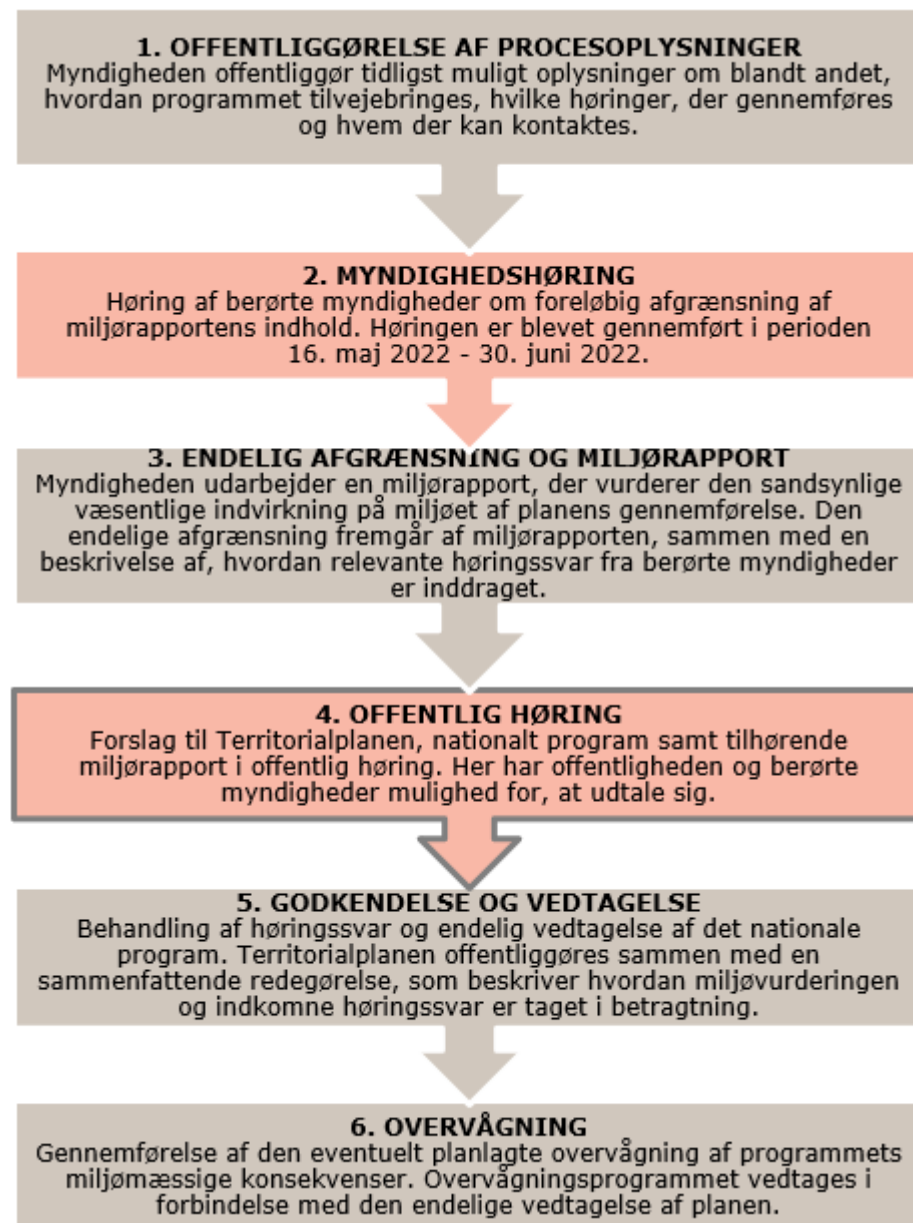 1. OFFENTLIGGØRELSE AF PROCESOPLYSNINGER
Myndigheden offentliggør tidligst muligt oplysninger om blandt andet,
hvordan programmet tilvejebringes, hvilke høringer, der gennemføres
og hvem der kan kontaktes.
2. MYNDIGHEDSHØRING
Høring af berørte myndigheder om foreløbig afgrænsning af
miljørapportens indhold. Høringen er blevet gennemført i perioden
16. maj 2022 - 30. juni 2022.
3. ENDELIG AFGRÆNSNING OG MILJØRAPPORT
Myndigheden udarbejder en miljørapport, der vurderer den sandsynlige
væsentlige indvirkning på miljøet af planens gennemførelse. Den
endelige afgrænsning fremgår af miljørapporten, sammen med en
beskrivelse af, hvordan relevante høringssvar fra berørte myndigheder
er inddraget.
4. OFFENTLIG HØRING
Forslag til Territorialplanen, nationalt program samt tilhørende
miljørapport i offentlig høring. Her har offentligheden og berørte
myndigheder mulighed for, at udtale sig.
5. GODKENDELSE OG VEDTAGELSE
Behandling af høringssvar og endelig vedtagelse af det nationale
program. Territorialplanen offentliggøres sammen med en
sammenfattende redegørelse, som beskriver hvordan miljøvurderingen
og indkomne høringssvar er taget i betragtning.
6. OVERVÅGNING
Gennemførelse af den eventuelt planlagte overvågning af programmets
miljømæssige konsekvenser. Overvågningsprogrammet vedtages i
forbindelse med den endelige vedtagelse af planen.